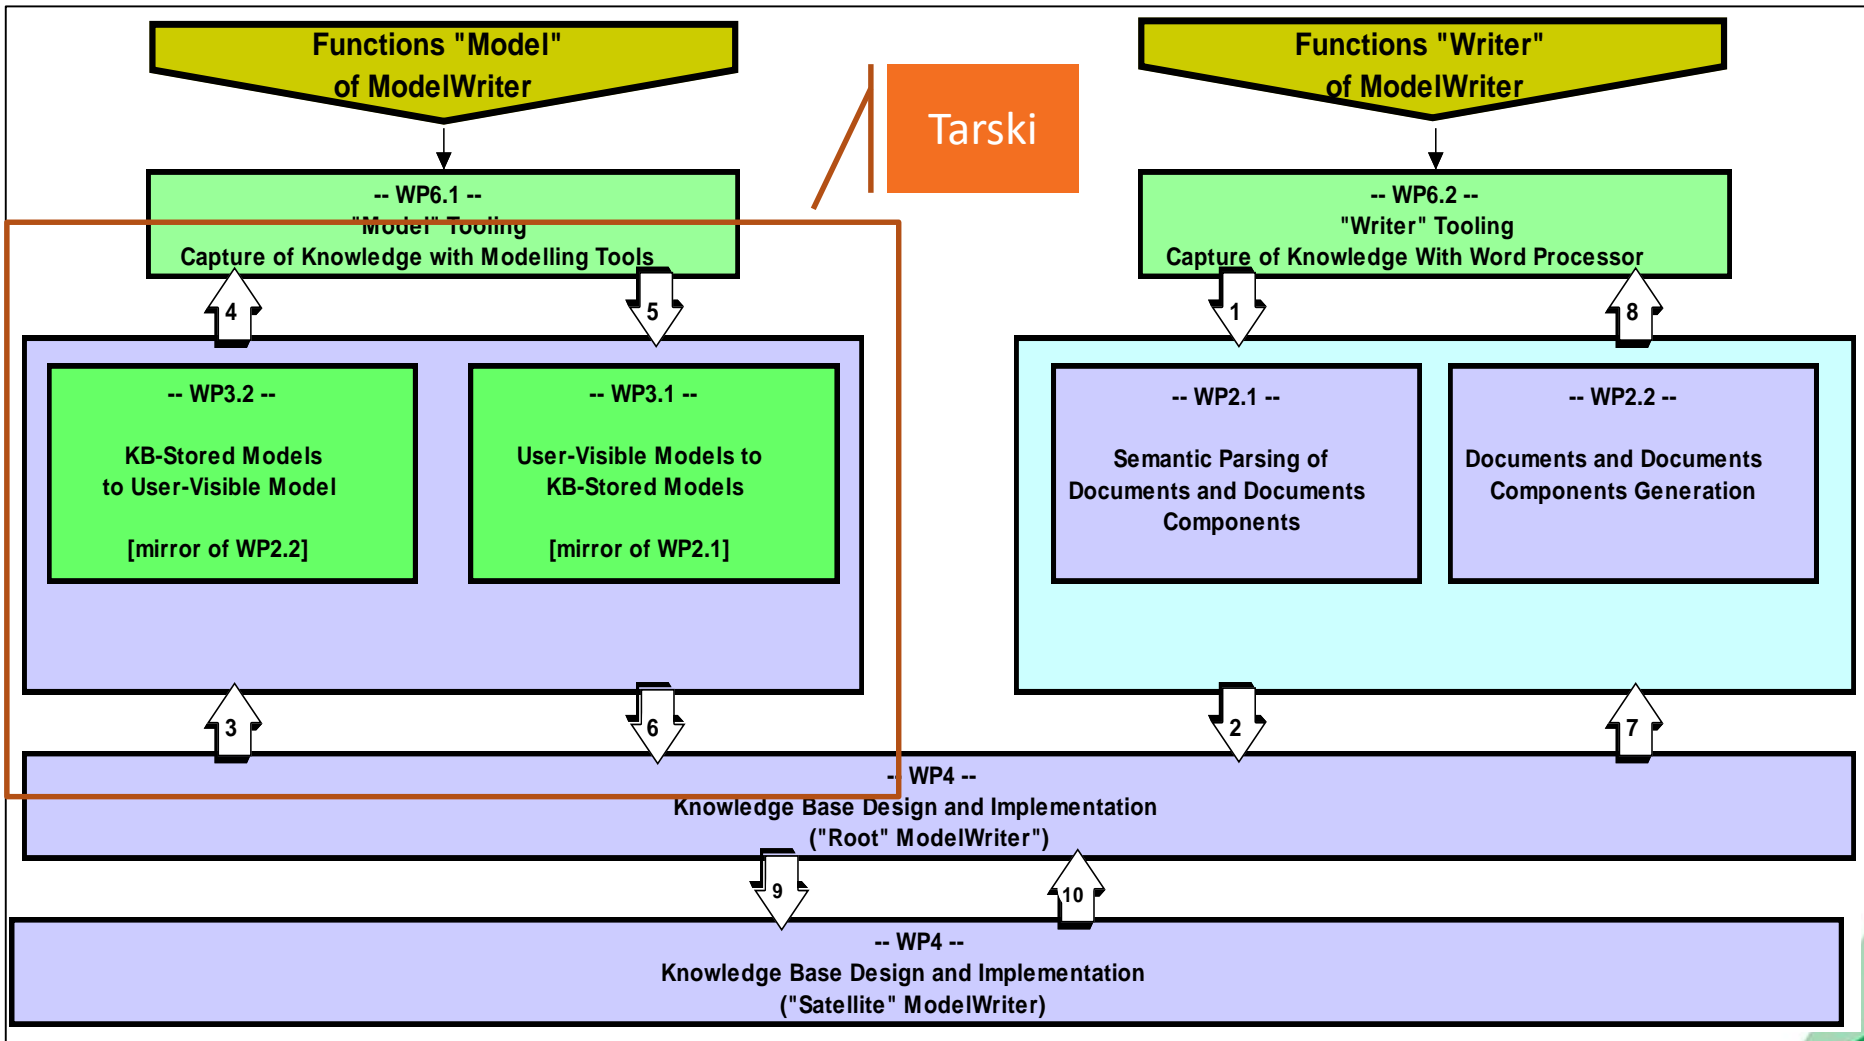 Functions "Model"
of ModelWriter
Functions "Writer"
of ModelWriter
Tarski
-- WP6.1 --
"Model" Tooling
Capture of Knowledge with Modelling Tools
-- WP6.2 --
"Writer" Tooling
Capture of Knowledge With Word Processor
4
5
1
8
-- WP3.2 --
KB-Stored Models
to User-Visible Model
[mirror of WP2.2]
-- WP3.1 --
User-Visible Models to
KB-Stored Models
[mirror of WP2.1]
-- WP2.1 --
Semantic Parsing of
Documents and Documents
Components
-- WP2.2 --
Documents and Documents
Components Generation
3
6
2
7
-- WP4 --
Knowledge Base Design and Implementation
("Root" ModelWriter")
9
10
-- WP4 --
Knowledge Base Design and Implementation
("Satellite" ModelWriter)